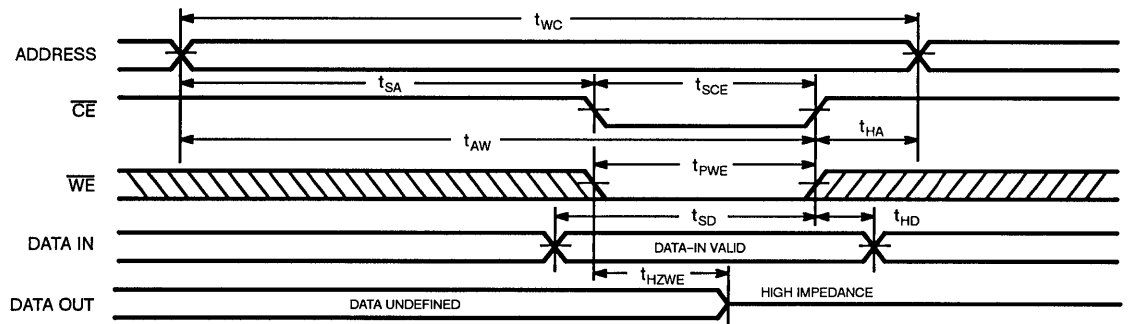 tWC
ADDRESS
tSA
tSCE
CE
tAW
tHA
tPWE
WE
tSD
tHD
DATA IN
DATA-IN VALID
tHZWE
DATA OUT
DATA UNDEFINED
HIGH IMPEDANCE